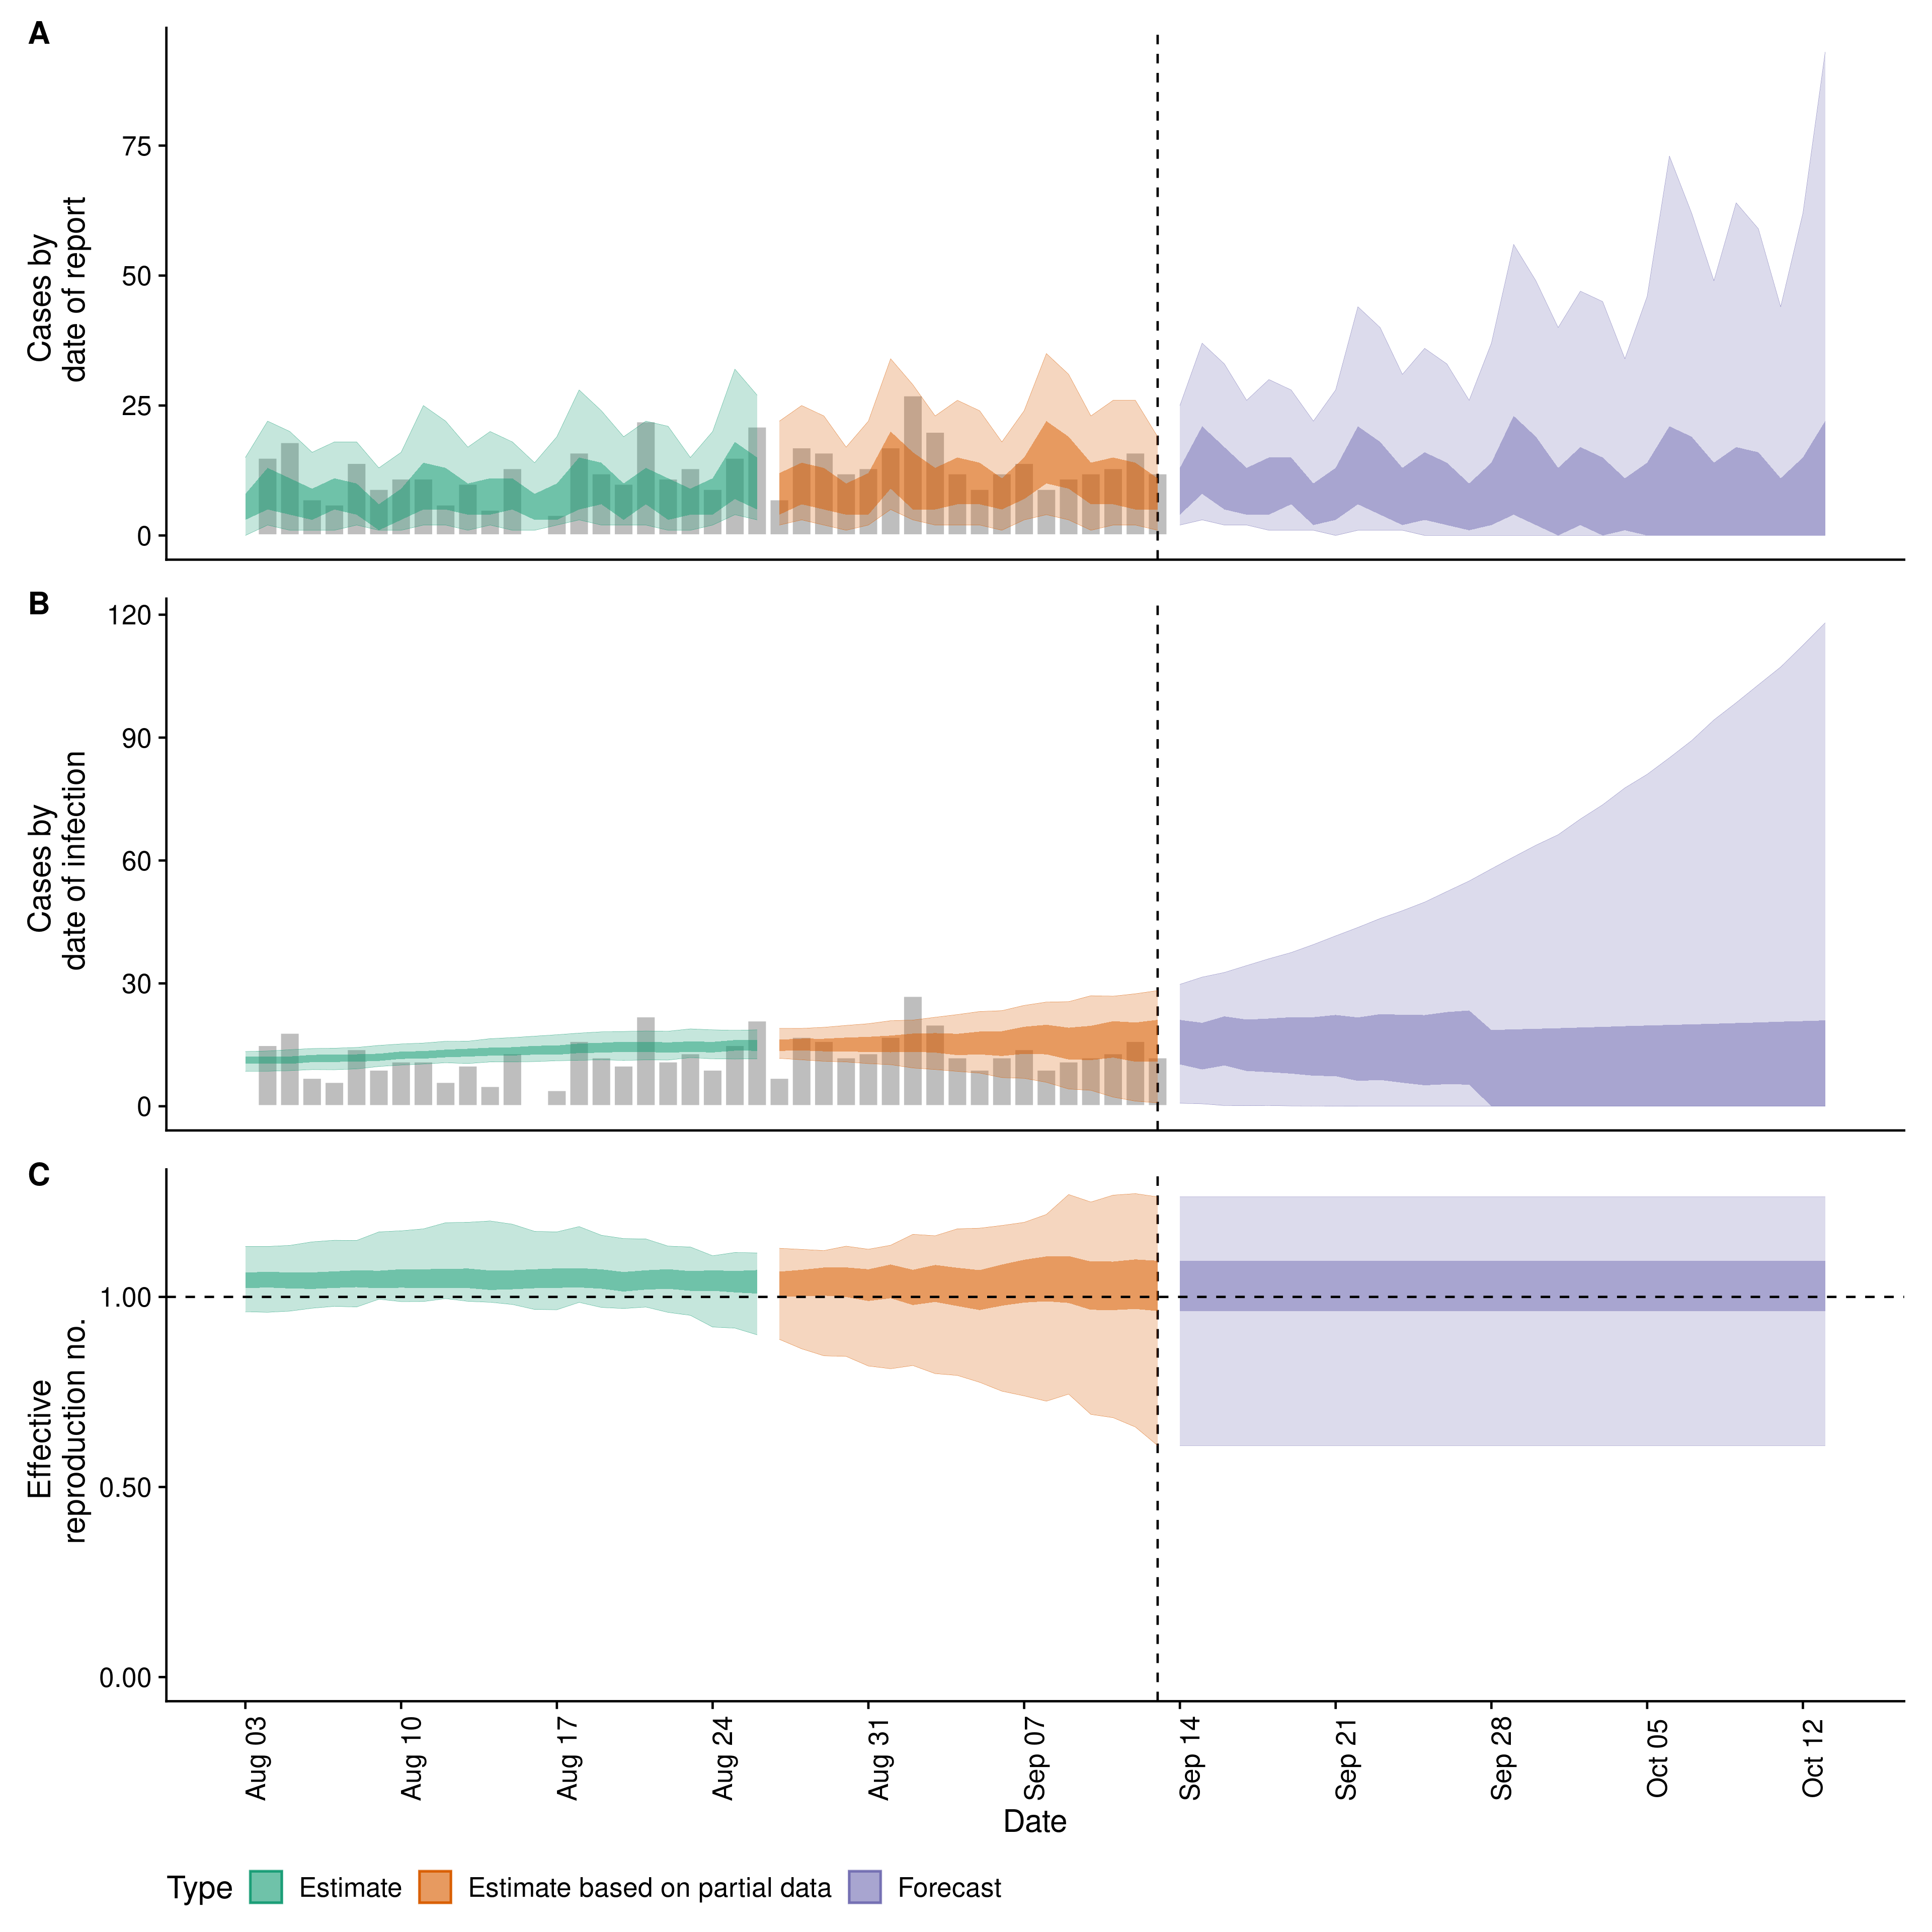 A
Cases by
date of report
75
50
25
0
B
Cases by
date of infection
120
90
60
30
0
C
Effective
reproduction no.
1.00
0.50
0.00
Aug 03
Aug 10
Aug 17
Aug 24
Aug 31
Sep 07
Sep 14
Sep 21
Sep 28
Oct 05
Oct 12
Date
Type Estimate Estimate based on partial data Forecast